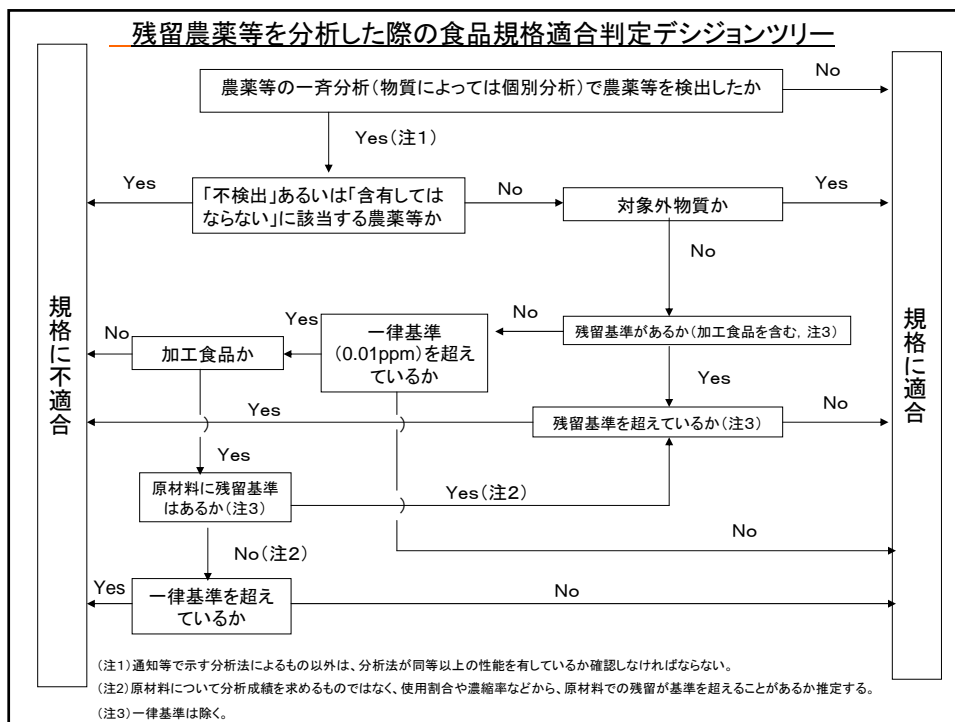 残留農薬等を分析した際の食品規格適合判定デシジョンツリー
農薬等の一斉分析（物質によっては個別分析）で農薬等を検出したか
No
Yes（注1）
Yes
「不検出」あるいは「含有しては
ならない」に該当する農薬等か
No
対象外物質か
Yes
No
規格に不適合
規格に適合
No
加工食品か
Yes
一律基準
（0.01ppm）を超え
ているか
No
残留基準があるか（加工食品を含む，注3）
Yes
Yes
残留基準を超えているか（注3）
No
Yes
原材料に残留基準
はあるか（注3）
Yes（注2）
No
No（注2）
Yes
一律基準を超え
ているか
No
（注1）通知等で示す分析法によるもの以外は、分析法が同等以上の性能を有しているか確認しなければならない。
（注2）原材料について分析成績を求めるものではなく、使用割合や濃縮率などから、原材料での残留が基準を超えることがあるか推定する。
（注3）一律基準は除く。